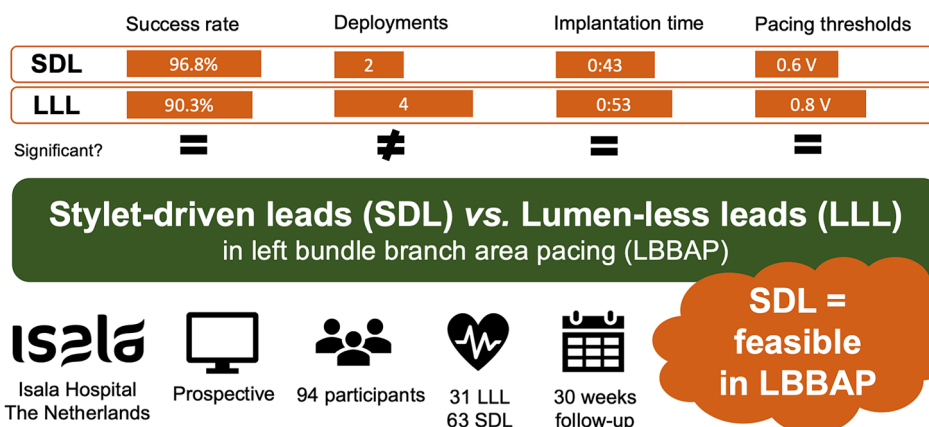 Success rate Deployments Implantation time Pacing thresholds
SDL 96.8% 2 0:43 0.6 V
LLL 90.3% 4 0:53 0.8 V
Significant? = ≠ = =
Stylet-driven leads (SDL) vs. Lumen-less leads (LLL)
in left bundle branch area pacing (LBBAP)
isala
Isala Hospital
The Netherlands
Prospective
94 participants
31 LLL
63 SDL
30 weeks
follow-up
SDL =
feasible
in LBBAP